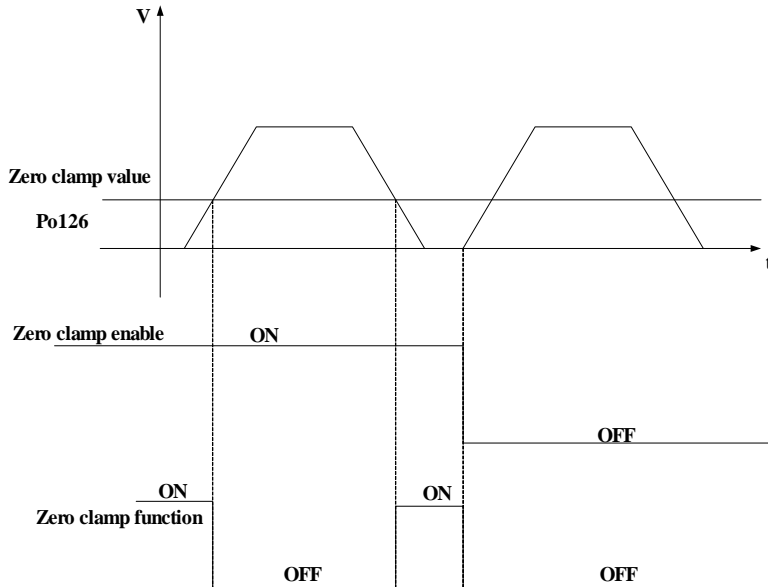 V
Zero clamp value
Po126
t
Zero clamp enable
ON
OFF
ON
ON
Zero clamp function
OFF
OFF